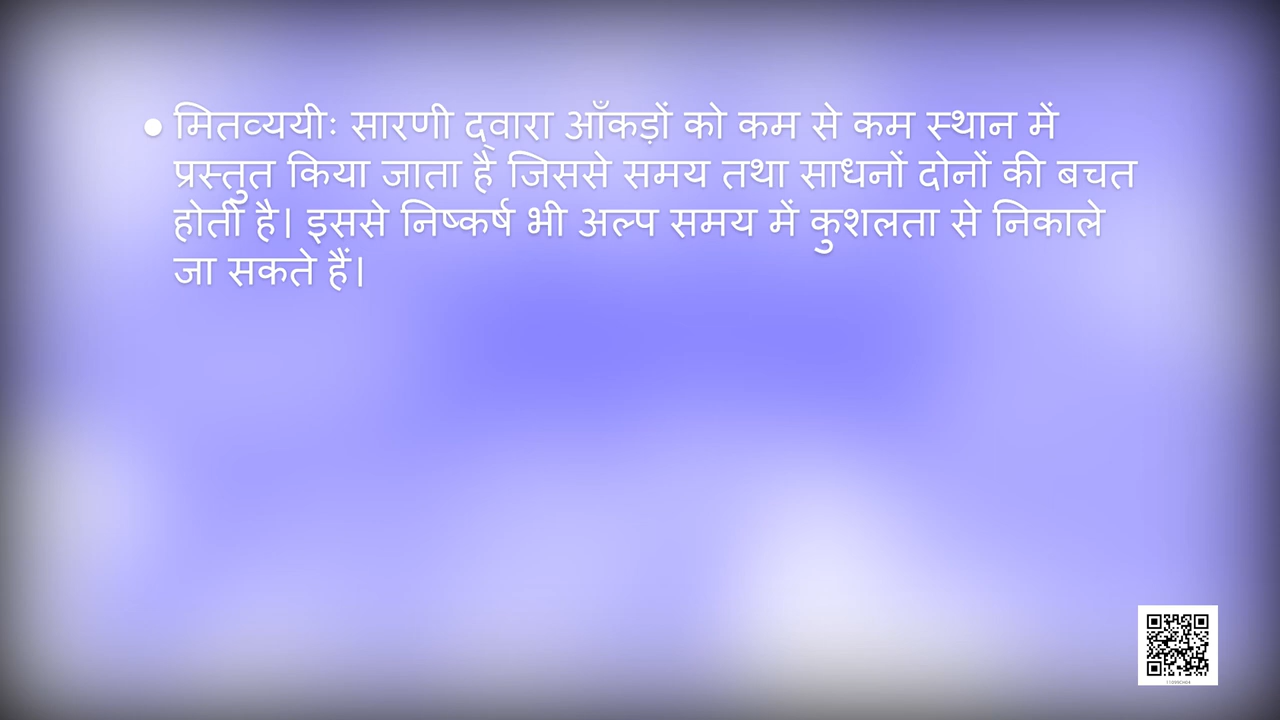 • मितव्ययीः सारणी द्वारा आँकड़ों को कम से कम स्थान में
प्रस्तुत किया जाता है जिससे समय तथा साधनों दोनों की बचत
होती है। इससे निष्कर्ष भी अल्प समय में कुशलता से निकाले
जा सकते हैं।